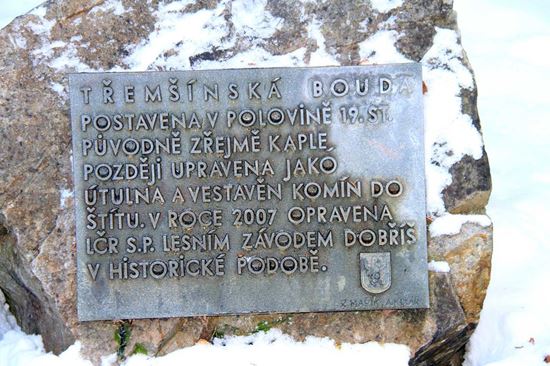 TŘEMŠÍNSKÁ BOUDA
POSTAVENA V POLOVINĚ 19. ST.
PŮVODNĚ ZŘEJMĚ KAPLE,
POZDĚJI UPRAVENA JAKO
ÚTULNA A VESTAVĚN KOMÍN DO
ŠTÍTU. V ROCE 2007 OPRAVENA
LČR S.P. LESNÍM ZÁVODEM DOBŘÍŠ
V HISTORICKÉ PODOBĚ.